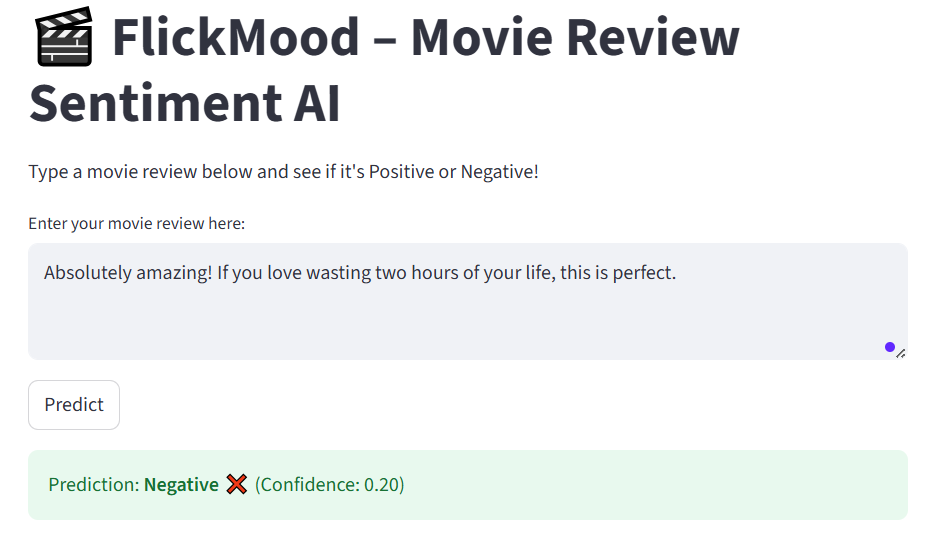 🎬 FlickMood – Movie Review
Sentiment AI
Type a movie review below and see if it's Positive or Negative!
Enter your movie review here:
Absolutely amazing! If you love wasting two hours of your life, this is perfect.
Predict
Prediction: Negative ❌ (Confidence: 0.20)